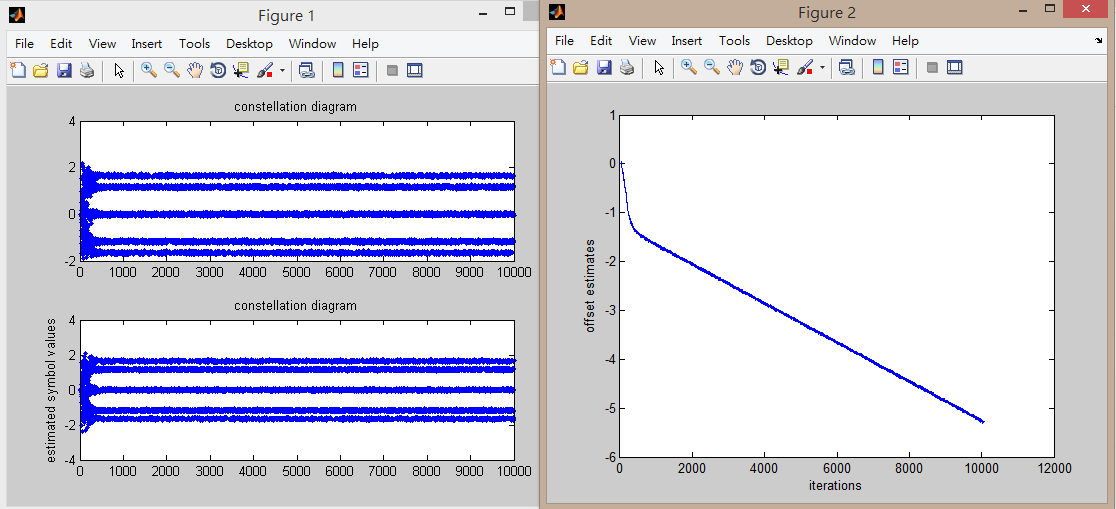 Figure 1
File Edit View Insert Tools Desktop Window Help
constellation diagram
4
2
0
-2
0 1000 2000 3000 4000 5000 6000 7000 8000 9000 10000
constellation diagram
estimated symbol values
4
2
0
-2
-4
0 1000 2000 3000 4000 5000 6000 7000 8000 9000 10000
Figure 2
File Edit View Insert Tools Desktop Window Help
offset estimates
1
0
-1
-2
-3
-4
-5
-6
0 2000 4000 6000 8000 10000 12000
iterations